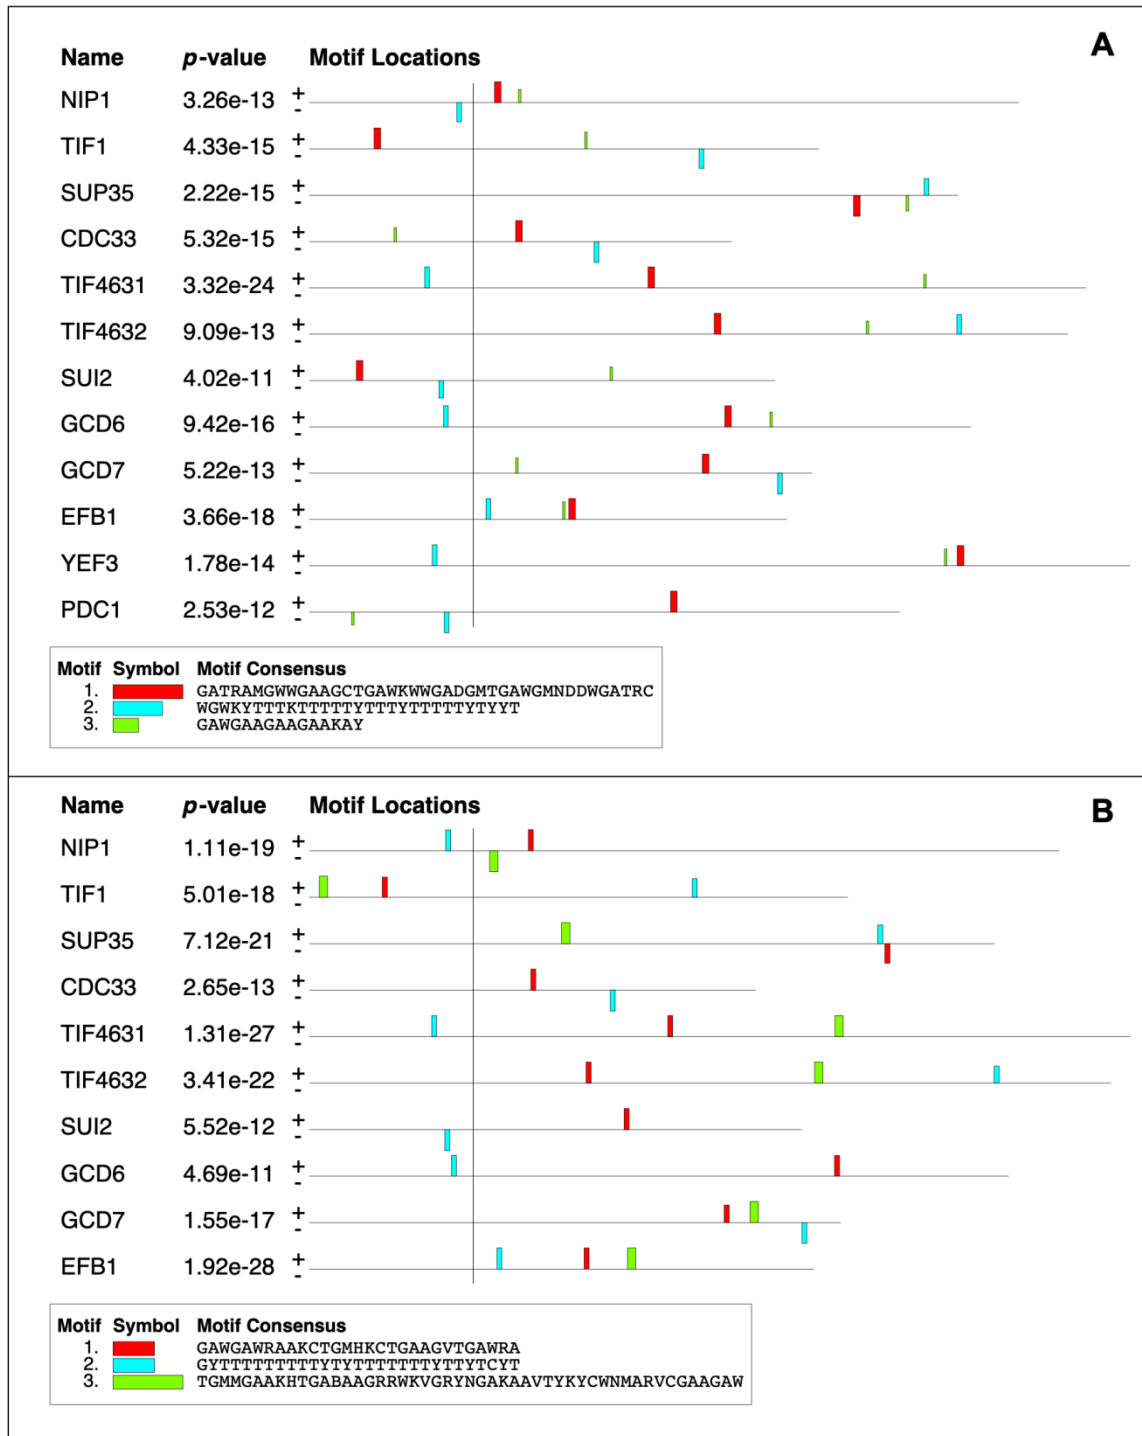 A
Name p-value Motif Locations
NIP1 3.26e-13 + -
TIF1 4.33e-15 + -
SUP35 2.22e-15 + -
CDC33 5.32e-15 + -
TIF4631 3.32e-24 + -
TIF4632 9.09e-13 + -
SUI2 4.02e-11 + -
GCD6 9.42e-16 + -
GCD7 5.22e-13 + -
EFB1 3.66e-18 + -
YEF3 1.78e-14 + -
PDC1 2.53e-12 + -
Motif Symbol Motif Consensus
1. GATRAMGWWGAAGCTGAWKWWGADGMTGAWGMNDDWGATRC
2. WGWKYTTTKTTTTTYTTTYTTTTTTYTYYT
3. GAWGAAGAAGAAKAY
B
Name p-value Motif Locations
NIP1 1.11e-19 + -
TIF1 5.01e-18 + -
SUP35 7.12e-21 + -
CDC33 2.65e-13 + -
TIF4631 1.31e-27 + -
TIF4632 3.41e-22 + -
SUI2 5.52e-12 + -
GCD6 4.69e-11 + -
GCD7 1.55e-17 + -
EFB1 1.92e-28 + -
Motif Symbol Motif Consensus
1. GAWGAWRAAKCTGMHKCTGAAGVTGAWRA
2. GYTTTTTTTTTYTYTTTTTTTYTTYTCYT
3. TGMMGAAKHTGABAAGRRWKVGRYNGAKAAVTYKYCWNMARVCGAAGAW